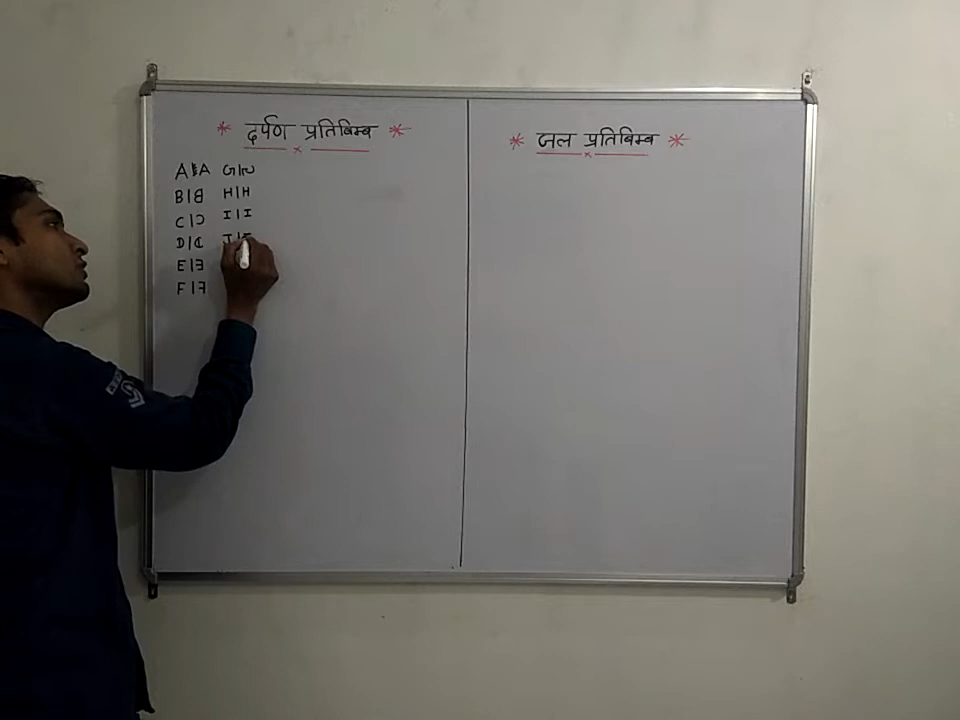 * दर्पण प्रतिबिम्ब *
A|A G|
B|B H|H
C|Ɔ I|I
D| J|
E|Ǝ
F|
* जल प्रतिबिम्ब *